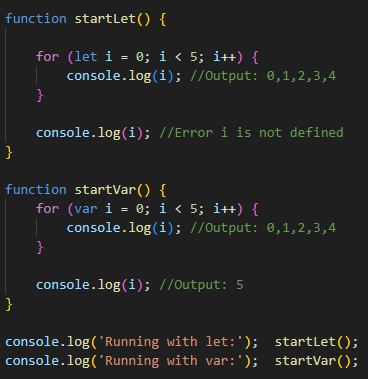 function startLet() {
for (let i = 0; i < 5; i++) {
console.log(i); //Output: 0,1,2,3,4
}
console.log(i); //Error i is not defined
}
function startVar() {
for (var i = 0; i < 5; i++) {
console.log(i); //Output: 0,1,2,3,4
}
console.log(i); //Output: 5
}
console.log('Running with let:');  startLet();
console.log('Running with var:');  startVar();